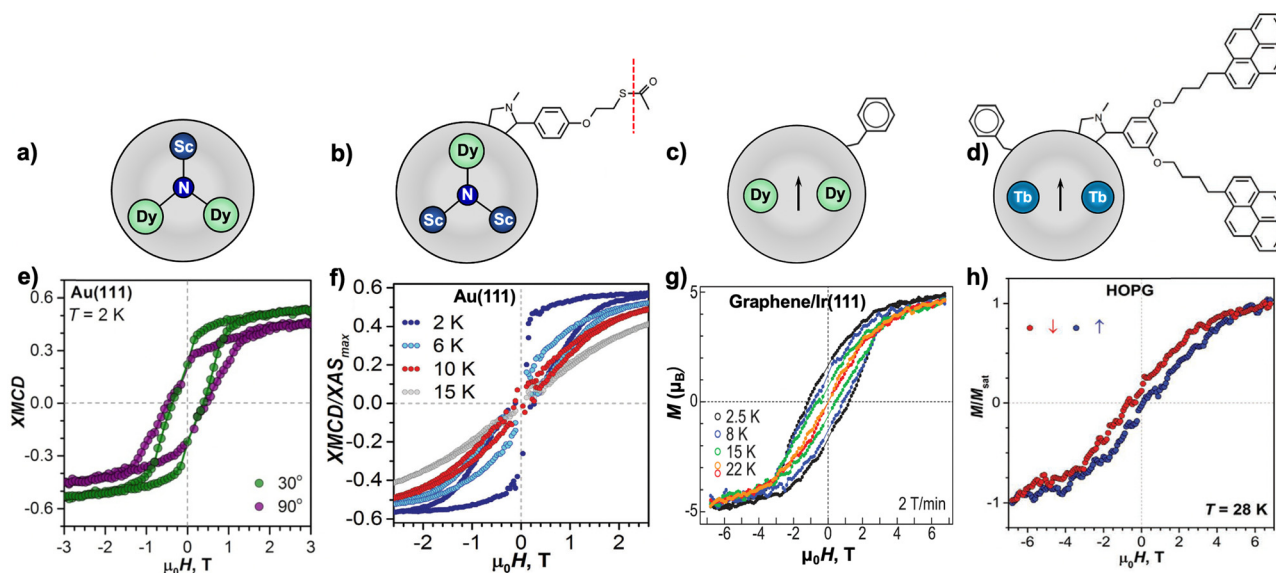 a)
Sc
N
Dy
Dy
b)
N
O
S
O
Dy
N
Sc
Sc
c)
Dy
Dy
d)
N
O
O
Tb
Tb
e)
Au(111)
T = 2 K
XMCD
0.6
0.3
0.0
-0.3
-0.6
30°
90°
-3 -2 -1 0 1 2 3
μ0H, T
f)
Au(111)
XMCD/XASmax
0.6
0.4
0.2
0.0
-0.2
-0.4
-0.6
2 K
6 K
10 K
15 K
-2 -1 0 1 2
μ0H, T
g)
Graphene/Ir(111)
M (μB)
5
0
-5
2.5 K
8 K
15 K
22 K
2 T/min
-6 -4 -2 0 2 4 6
μ0H, T
h)
HOPG
M/Msat
1
0
-1
↓ ↑
T = 28 K
-6 -4 -2 0 2 4 6
μ0H, T